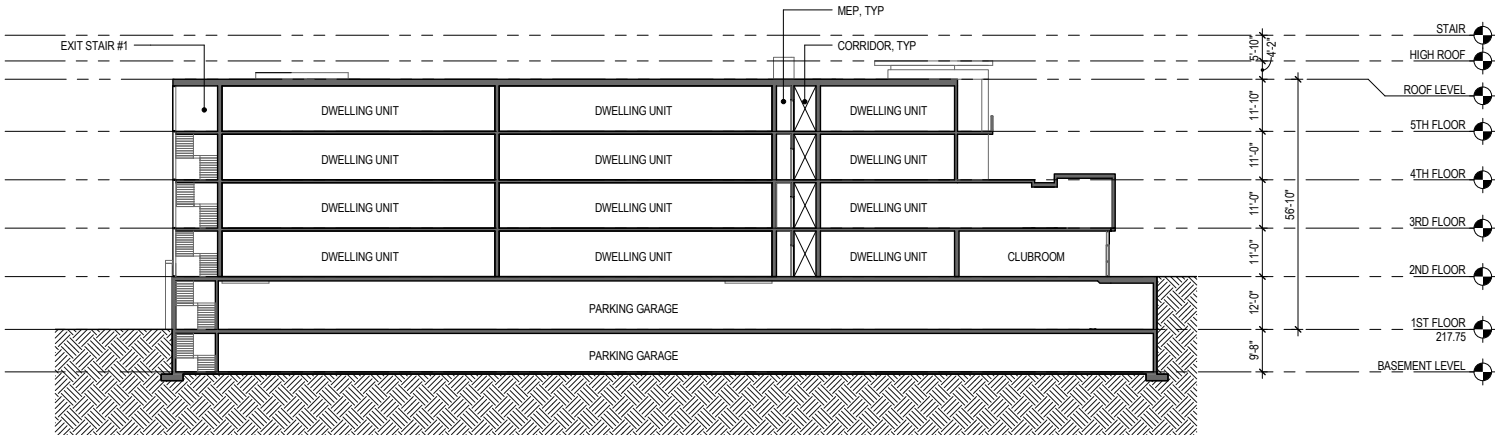 MEP, TYP
STAIR
EXIT STAIR #1
CORRIDOR, TYP
5'-10"
4'-2"
HIGH ROOF
ROOF LEVEL
DWELLING UNIT
DWELLING UNIT
DWELLING UNIT
11'-10"
5TH FLOOR
DWELLING UNIT
DWELLING UNIT
DWELLING UNIT
11'-0"
4TH FLOOR
DWELLING UNIT
DWELLING UNIT
DWELLING UNIT
11'-0"
56'-10"
3RD FLOOR
DWELLING UNIT
DWELLING UNIT
DWELLING UNIT
CLUBROOM
11'-0"
2ND FLOOR
PARKING GARAGE
12'-0"
1ST FLOOR
217.75
PARKING GARAGE
9'-8"
BASEMENT LEVEL